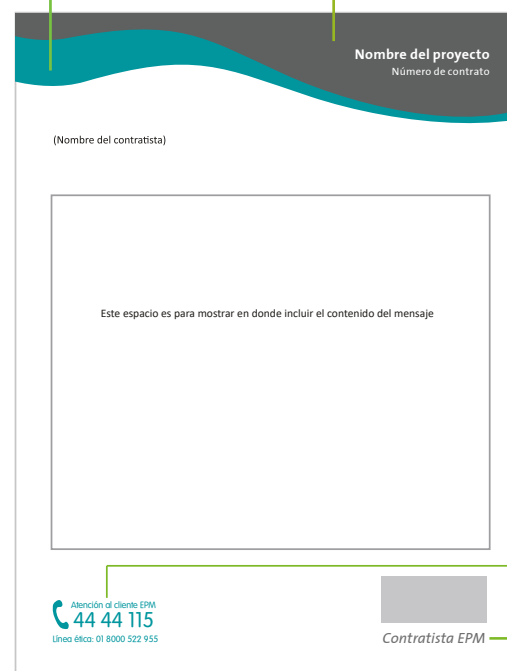 Nombre del proyecto
Número de contrato
(Nombre del contratista)
Este espacio es para mostrar en donde incluir el contenido del mensaje
Atención al cliente EPM
44 44 115
Línea ética: 01 8000 522 955
Contratista EPM